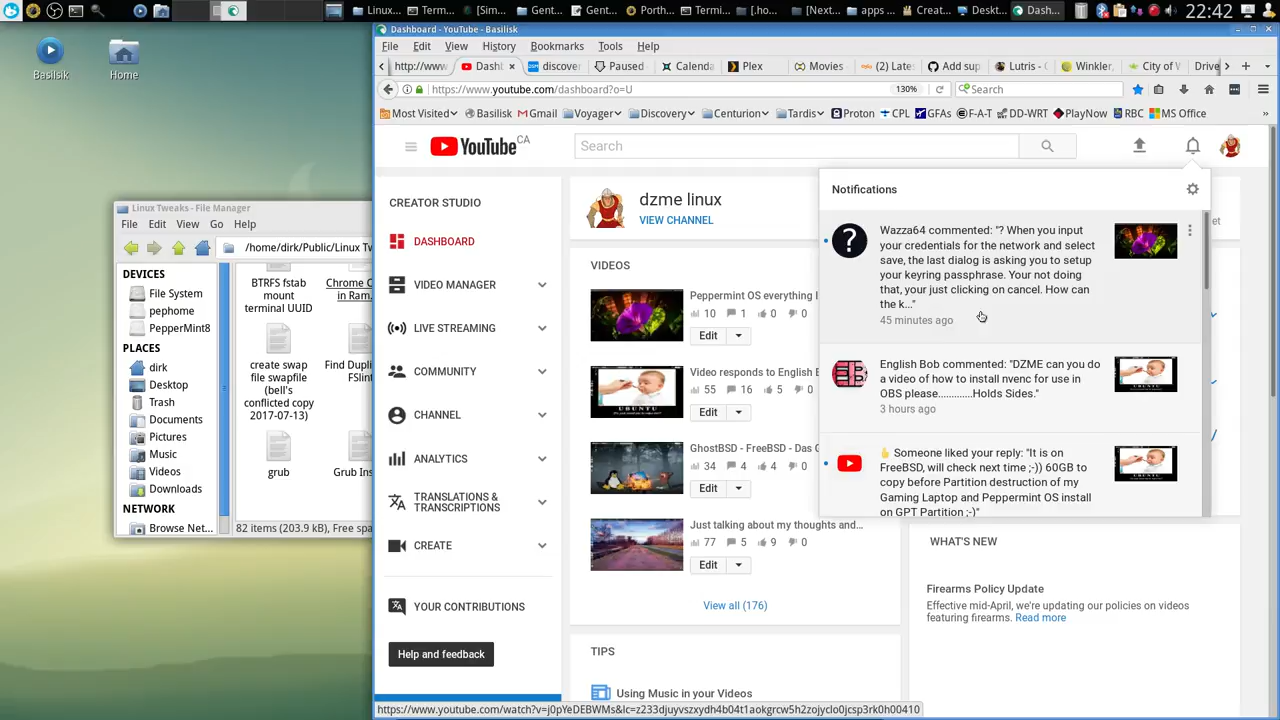 Linux...
Term...
[Sim...
Gent...
Gent...
Porth...
Termi...
[.ho...
[Next...
apps ...
Creat...
Deskt...
Dash...
22:42
Basilsik
Home
Linux Tweaks - File Manager
File Edit View Go Help
/home/dirk/Public/Linux Tw
DEVICES
File System
pephome
PepperMint8
PLACES
dirk
Desktop
Trash
Documents
Pictures
Music
Videos
Downloads
NETWORK
Browse Net...
BTRFS fstab
mount
terminal UUID
Chrome C
in Ram.
create swap
file swapfile
(bell's
conflicted copy
2017-07-13)
Find Dupli
FSlint
grub
Grub Ins
82 items (203.9 kB), Free spa
Dashboard - YouTube - Basilisk
File Edit View History Bookmarks Tools Help
http://www
Dashb
discover
Paused
Calenda
Plex
Movies
(2) Late
Add sup
Lutris - G
Winkler,
City of W
Drive
https://www.youtube.com/dashboard?o=U
130%
Search
Most Visited
Basilisk
Gmail
Voyager
Discovery
Centurion
Tardis
Proton
CPL
GFAs
F-A-T
DD-WRT
PlayNow
RBC
MS Office
»
YouTube CA
Search
CREATOR STUDIO
DASHBOARD
VIDEO MANAGER
LIVE STREAMING
COMMUNITY
CHANNEL
ANALYTICS
TRANSLATIONS &
TRANSCRIPTIONS
CREATE
YOUR CONTRIBUTIONS
Help and feedback
dzme linux
VIEW CHANNEL
VIDEOS
Peppermint OS everything I
10 1 0 0
Edit
Video responds to English B
55 16 5 0
Edit
UBUNTU
GhostBSD - FreeBSD - Das G
34 4 4 0
Edit
Just talking about my thoughts and...
77 5 9 0
Edit
View all (176)
TIPS
Using Music in your Videos
Notifications
Wazza64 commented: "? When you input
your credentials for the network and select
save, the last dialog is asking you to setup
your keyring passphrase. Your not doing
that, your just clicking on cancel. How can
the k..."
45 minutes ago
English Bob commented: "DZME can you do
a video of how to install nvenc for use in
OBS please.............Holds Sides."
3 hours ago
UBUNTU
Someone liked your reply: "It is on
FreeBSD, will check next time ;-)) 60GB to
copy before Partition destruction of my
Gaming Laptop and Peppermint OS install
on GPT Partition ;-)"
UBUNTU
et
WHAT'S NEW
Firearms Policy Update
Effective mid-April, we're updating our policies on videos
featuring firearms. Read more
https://www.youtube.com/watch?v=j0pYeDEBWMs&lc=z233djuyvszxydh4b04t1aokgrcw5h2zojyclo0jcsp3rk0h00410